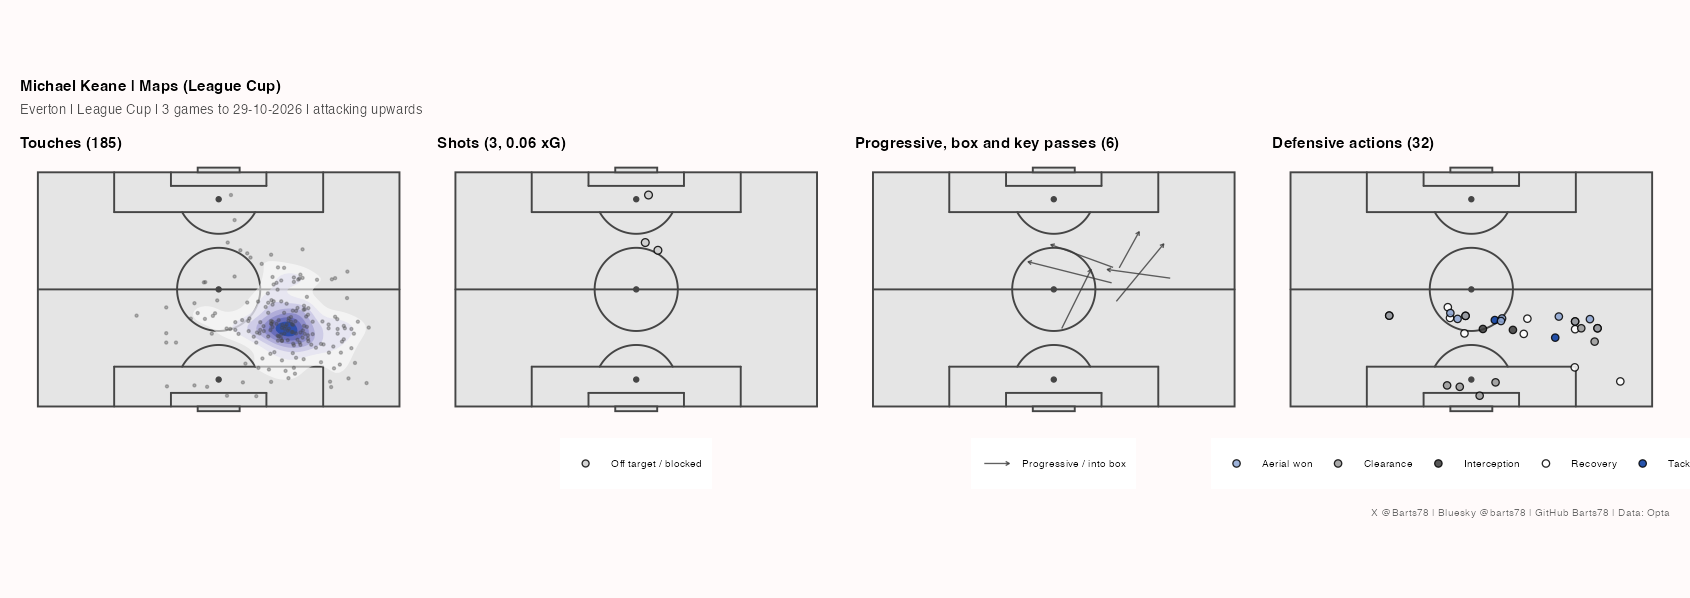 Michael Keane | Maps (League Cup)
Everton | League Cup | 3 games to 29-10-2026 | attacking upwards
Touches (185)
Shots (3, 0.06 xG)
Progressive, box and key passes (6)
Defensive actions (32)
Off target / blocked
Progressive / into box
Aerial won
Clearance
Interception
Recovery
Tack
X @Barts78 | Bluesky @barts78 | GitHub Barts78 | Data: Opta